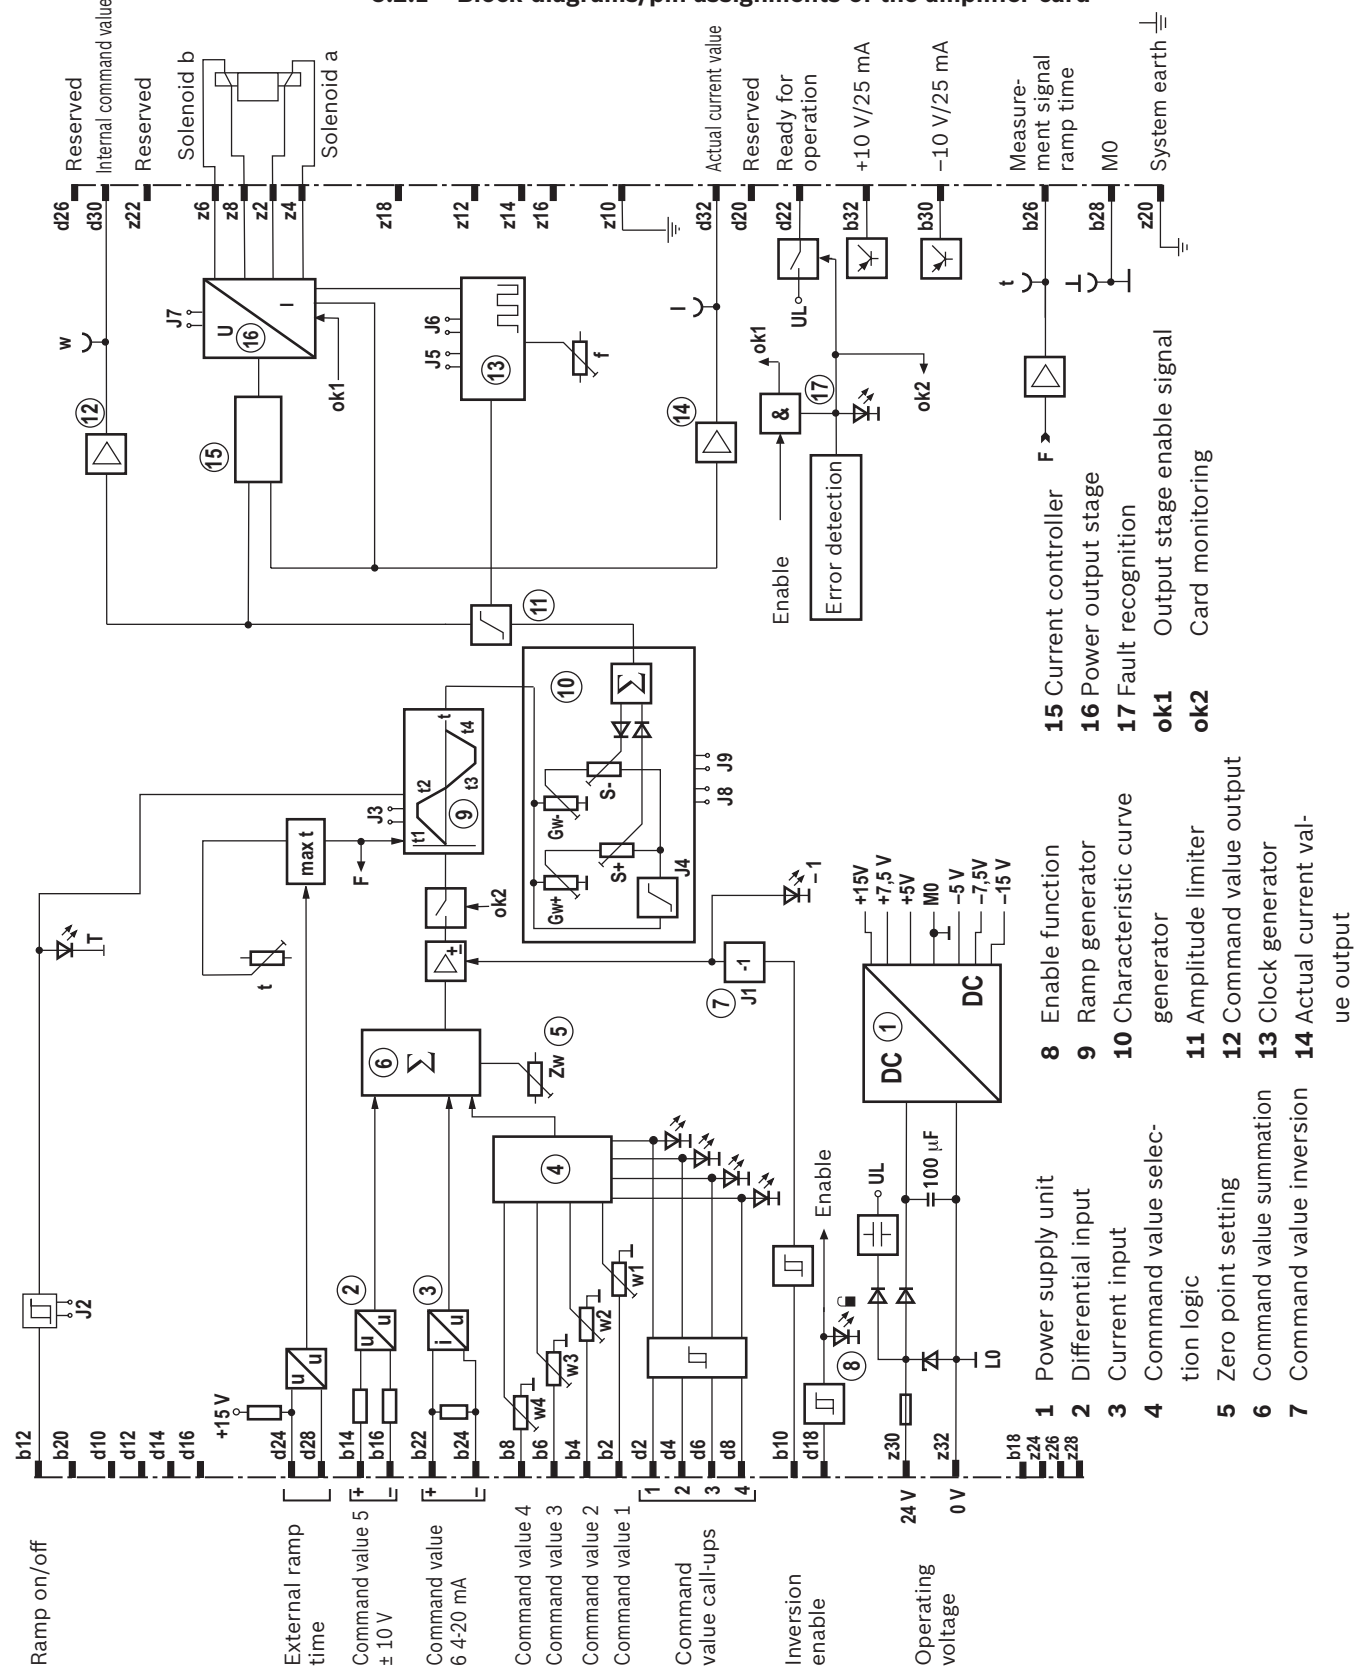 Ramp on/off
External ramp
time
Command value 5
± 10 V
Command value
6 4-20 mA
Command value 4
Command value 3
Command value 2
Command value 1
Command
value call-ups
Inversion
enable
Operating
voltage
b12
b20
d10
d12
d14
d16
+15 V
d24
d28
b14
b16
b22
b24
b8
b6
b4
b2
d2
d4
d6
d8
b10
d18
z30
z32
b18
z24
z26
z28
+
−
+
−
1
2
3
4
24 V
0 V
J2
T
u
u
u
u
2
i
u
3
w4
w3
w2
w1
4
6
Σ
5
Zw
t
max t
F
J3
t1
t2
t3
t4
t
9
ok2
±
7
-1
J1
−1
8
Enable
UL
100 µF
L0
DC
1
DC
+15V
+7,5 V
+5V
M0
−5 V
−7,5V
−15 V
10
Σ
Gw-
Gw+
S-
S+
J4
J8
J9
11
12
w
15
J7
U
16
I
ok1
J5
J6
13
f
14
I
Enable
&
ok1
17
UL
ok2
Error detection
F
t
⊥
d26
d30
z22
z6
z8
z2
z4
z18
z12
z14
z16
z10
d32
d20
d22
b32
b30
b26
b28
z20
Reserved
Internal command value
Reserved
Solenoid b
Solenoid a
Actual current value
Reserved
Ready for
operation
+10 V/25 mA
−10 V/25 mA
Measure-
ment signal
ramp time
M0
System earth
1 Power supply unit
2 Differential input
3 Current input
4 Command value selec-
tion logic
5 Zero point setting
6 Command value summation
7 Command value inversion
8 Enable function
9 Ramp generator
10 Characteristic curve
generator
11 Amplitude limiter
12 Command value output
13 Clock generator
14 Actual current val-
ue output
15 Current controller
16 Power output stage
17 Fault recognition
ok1 Output stage enable signal
ok2 Card monitoring